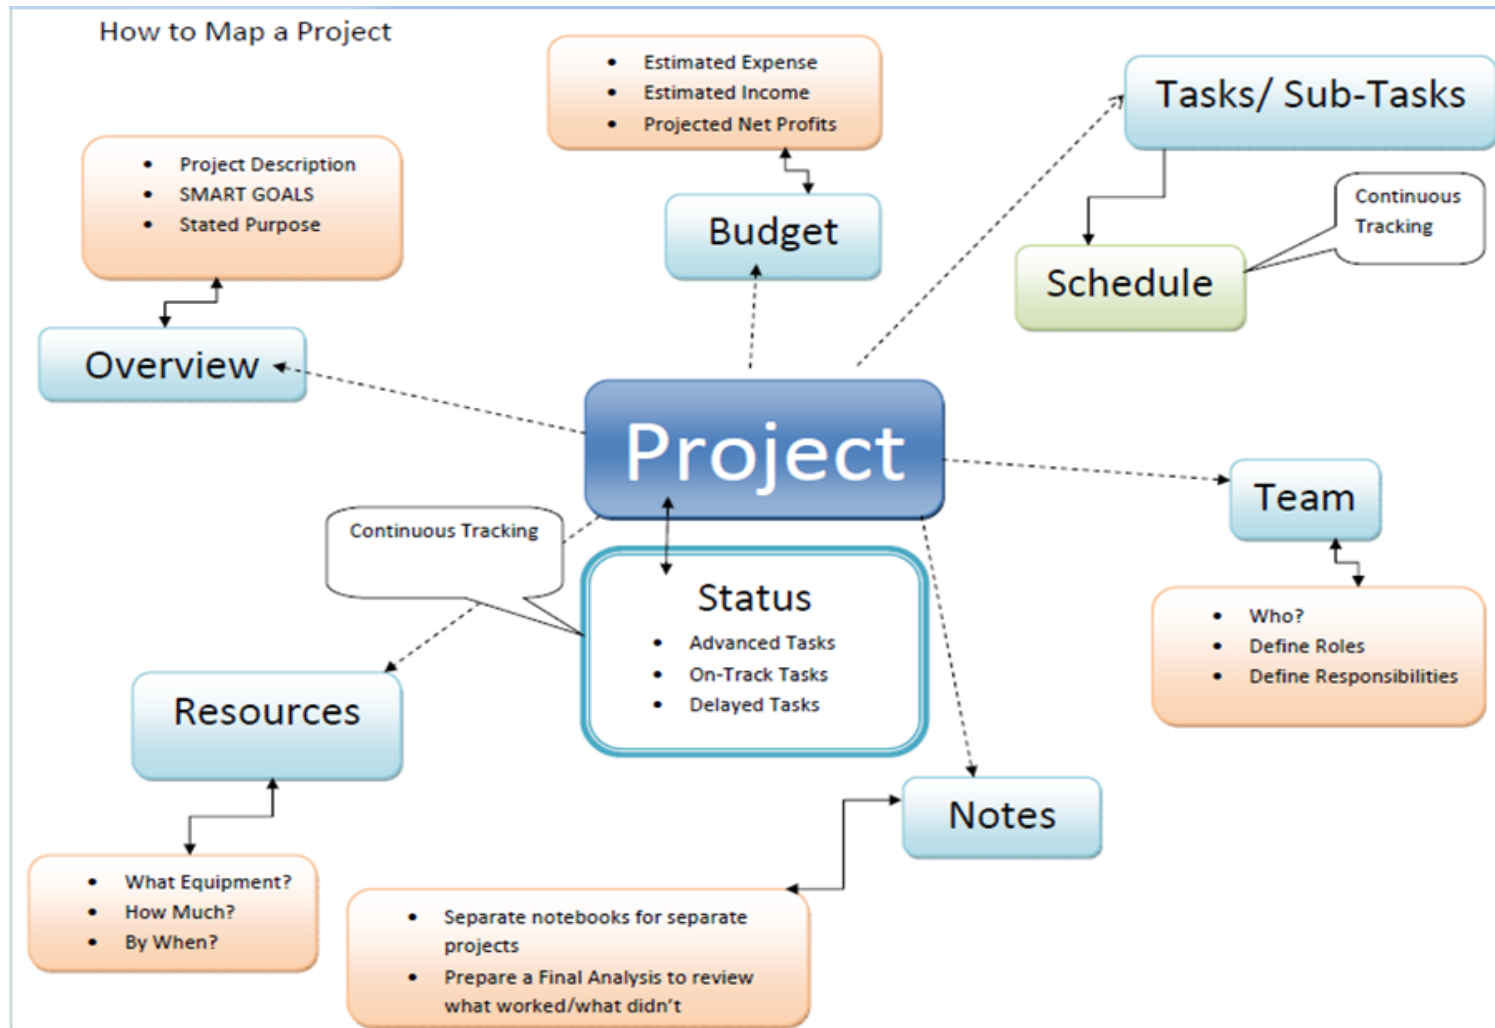 How to Map a Project
Estimated Expense
Estimated Income
Projected Net Profits
Tasks/ Sub-Tasks
Project Description
SMART GOALS
Stated Purpose
Budget
Continuous
Tracking
Schedule
Overview
Project
Team
Continuous Tracking
Status
Advanced Tasks
On-Track Tasks
Delayed Tasks
Who?
Define Roles
Define Responsibilities
Resources
Notes
What Equipment?
How Much?
By When?
Separate notebooks for separate
projects
Prepare a Final Analysis to review
what worked/what didn't